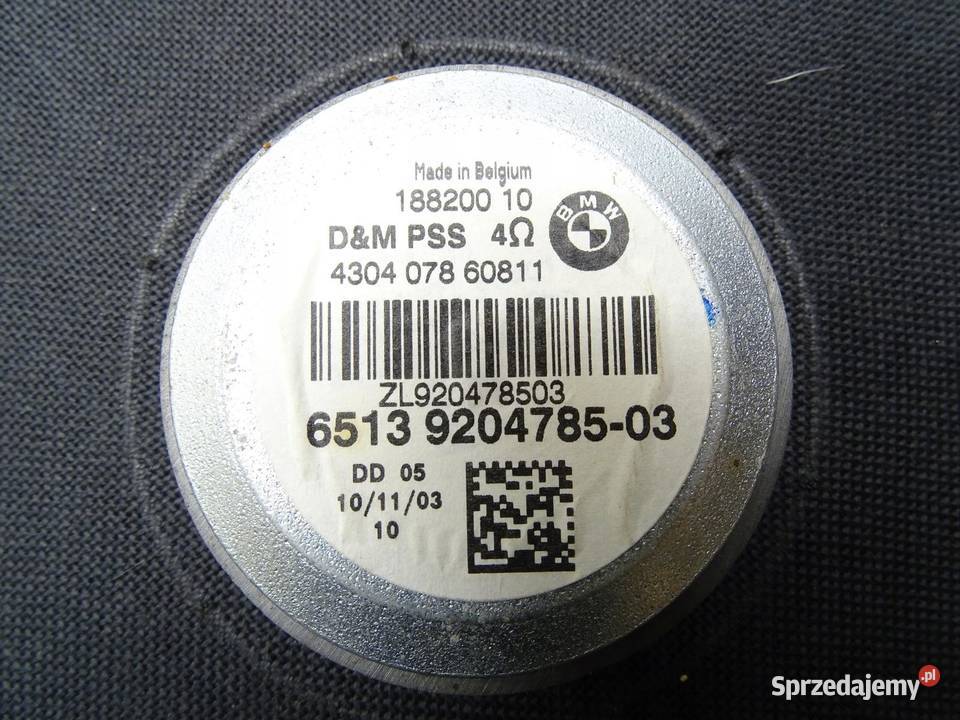 Made in Belgium
188200 10
D&M PSS 4Ω
BMW
4304 078 60811
ZL920478503
6513 9204785-03
DD 05
10/11/03
10
Sprzedajemy.pl